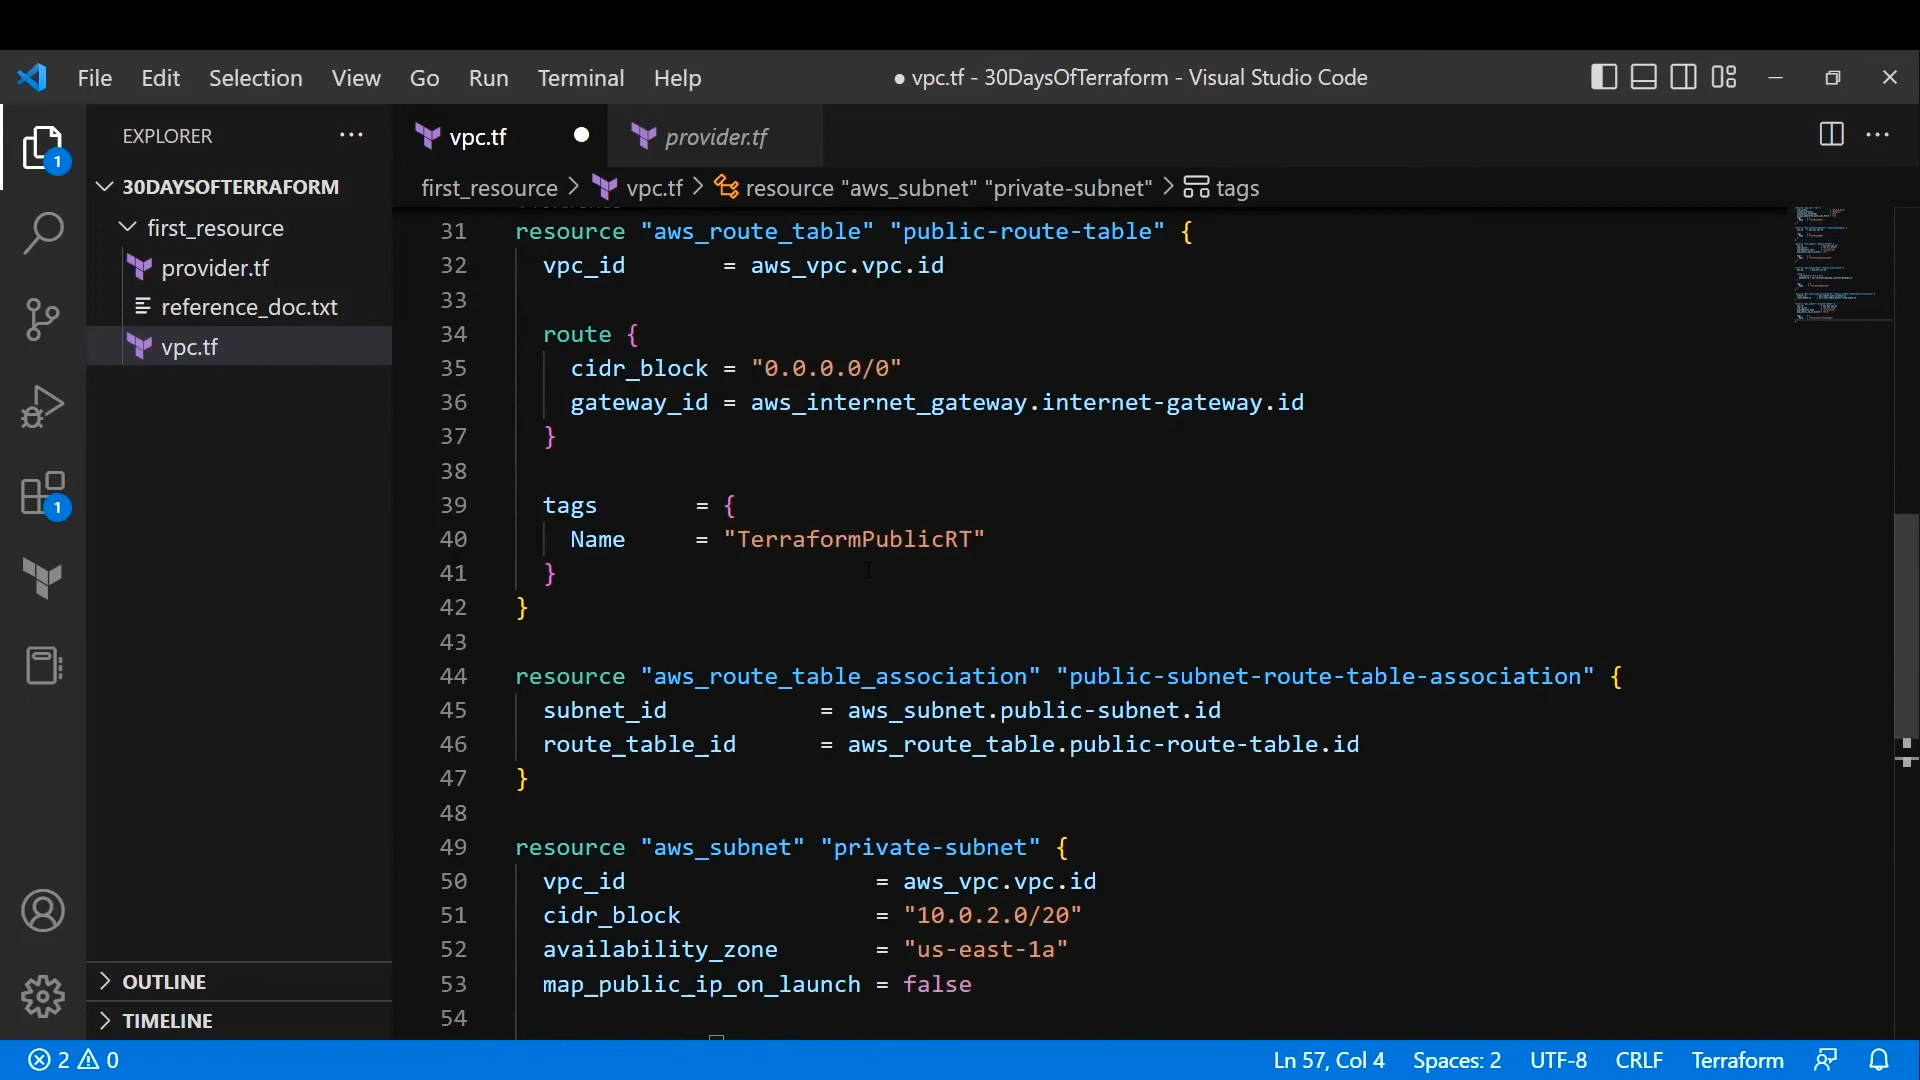 File Edit Selection View Go Run Terminal Help
● vpc.tf - 30DaysOfTerraform - Visual Studio Code
EXPLORER
1
30DAYSOFTERRAFORM
first_resource
provider.tf
reference_doc.txt
vpc.tf
1
OUTLINE
TIMELINE
vpc.tf
provider.tf
first_resource > vpc.tf > resource "aws_subnet" "private-subnet" > tags
31 resource "aws_route_table" "public-route-table" {
32 vpc_id = aws_vpc.vpc.id
33
34 route {
35 cidr_block = "0.0.0.0/0"
36 gateway_id = aws_internet_gateway.internet-gateway.id
37 }
38
39 tags = {
40 Name = "TerraformPublicRT"
41 }
42 }
43
44 resource "aws_route_table_association" "public-subnet-route-table-association" {
45 subnet_id = aws_subnet.public-subnet.id
46 route_table_id = aws_route_table.public-route-table.id
47 }
48
49 resource "aws_subnet" "private-subnet" {
50 vpc_id = aws_vpc.vpc.id
51 cidr_block = "10.0.2.0/20"
52 availability_zone = "us-east-1a"
53 map_public_ip_on_launch = false
54
2 0
Ln 57, Col 4 Spaces: 2 UTF-8 CRLF Terraform